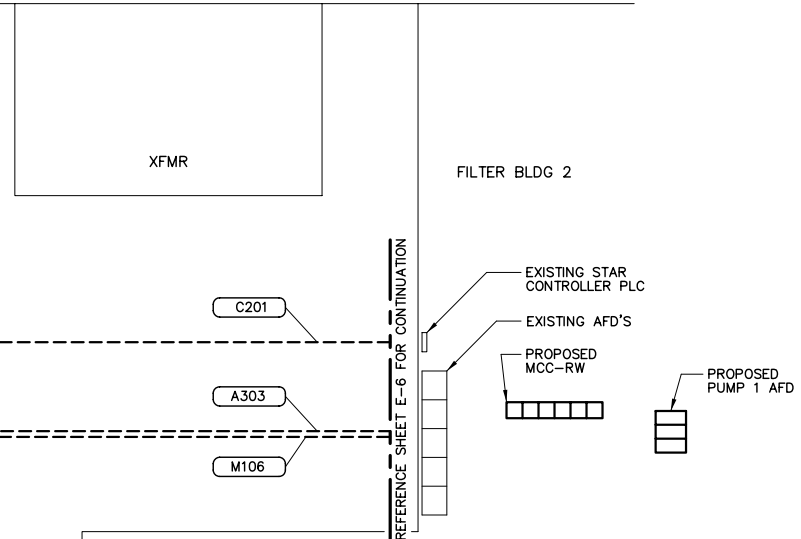 XFMR
FILTER BLDG 2
EXISTING STAR
CONTROLLER PLC
C201
EXISTING AFD'S
PROPOSED
MCC-RW
PROPOSED
PUMP 1 AFD
A303
M106
REFERENCE SHEET E-6 FOR CONTINUATION